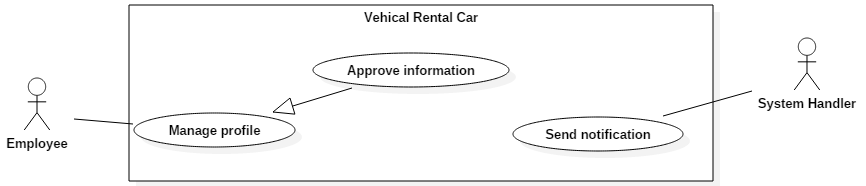 Vehical Rental Car
Approve information
System Handler
Manage profile
Send notification
Employee